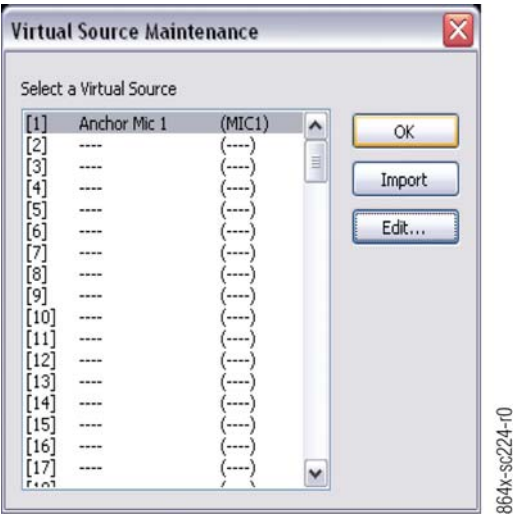 Virtual Source Maintenance
Select a Virtual Source
[1] Anchor Mic 1 (MIC1)
[2] ---- (----)
[3] ---- (----)
[4] ---- (----)
[5] ---- (----)
[6] ---- (----)
[7] ---- (----)
[8] ---- (----)
[9] ---- (----)
[10] ---- (----)
[11] ---- (----)
[12] ---- (----)
[13] ---- (----)
[14] ---- (----)
[15] ---- (----)
[16] ---- (----)
[17] ---- (----)
OK
Import
Edit...
864x-sc224-r0